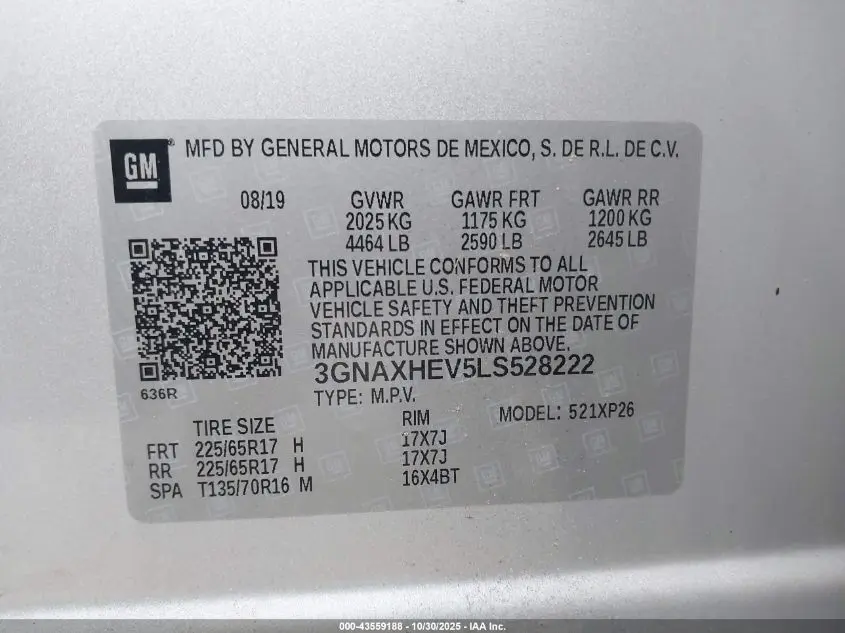 GM
MFD BY GENERAL MOTORS DE MEXICO, S. DE R.L. DE C.V.
08/19 GVWR GAWR FRT GAWR RR
2025 KG 1175 KG 1200 KG
4464 LB 2590 LB 2645 LB
THIS VEHICLE CONFORMS TO ALL
APPLICABLE U.S. FEDERAL MOTOR
VEHICLE SAFETY AND THEFT PREVENTION
STANDARDS IN EFFECT ON THE DATE OF
MANUFACTURE SHOWN ABOVE.
3GNAXHEV5LS528222
636R
TYPE: M.P.V.
TIRE SIZE RIM MODEL: 521XP26
FRT 225/65R17 H 17X7J
RR 225/65R17 H 17X7J
SPA T135/70R16 M 16X4BT
000-43559188 - 10/30/2025 - IAA Inc.